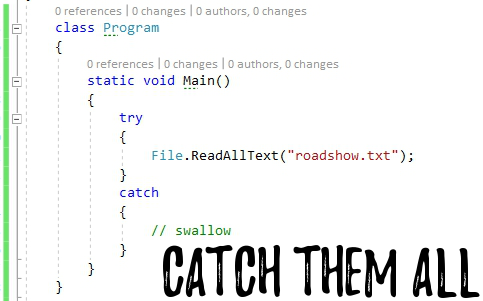 0 references | 0 changes | 0 authors, 0 changes
class Program
{
0 references | 0 changes | 0 authors, 0 changes
static void Main()
{
try
{
File.ReadAllText("roadshow.txt");
}
catch
{
// swallow
}
}
}
CATCH THEM ALL